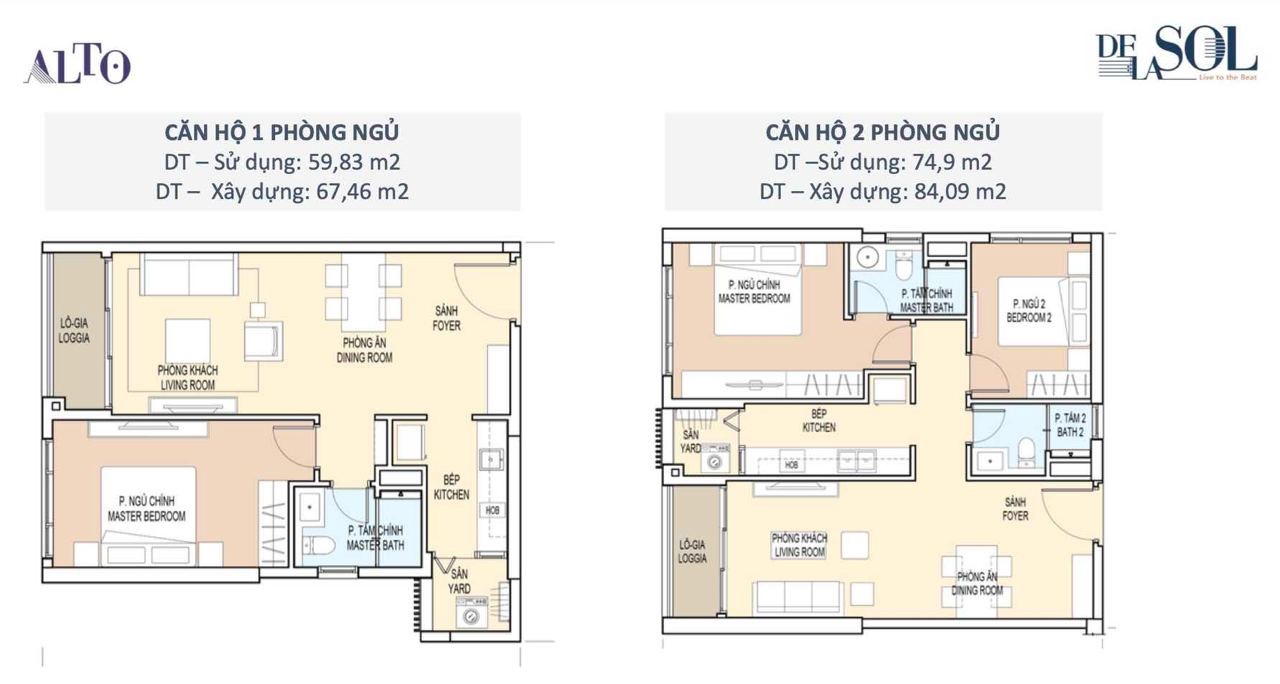 ALTO
DE LA SOL
Live to the Beat
CĂN HỘ 1 PHÒNG NGỦ
DT – Sử dụng: 59,83 m2
DT – Xây dựng: 67,46 m2
CĂN HỘ 2 PHÒNG NGỦ
DT –Sử dụng: 74,9 m2
DT – Xây dựng: 84,09 m2
LÔ-GIA
LOGGIA
PHÒNG KHÁCH
LIVING ROOM
PHÒNG ĂN
DINING ROOM
SẢNH
FOYER
P. NGỦ CHÍNH
MASTER BEDROOM
P. TẮM CHÍNH
MASTER BATH
BẾP
KITCHEN
HOB
SÂN
YARD
P. NGỦ CHÍNH
MASTER BEDROOM
P. TẮM CHÍNH
MASTER BATH
P. NGỦ 2
BEDROOM 2
SÂN
YARD
BẾP
KITCHEN
HOB
P. TẮM 2
BATH 2
LÔ-GIA
LOGGIA
PHÒNG KHÁCH
LIVING ROOM
PHÒNG ĂN
DINING ROOM
SẢNH
FOYER